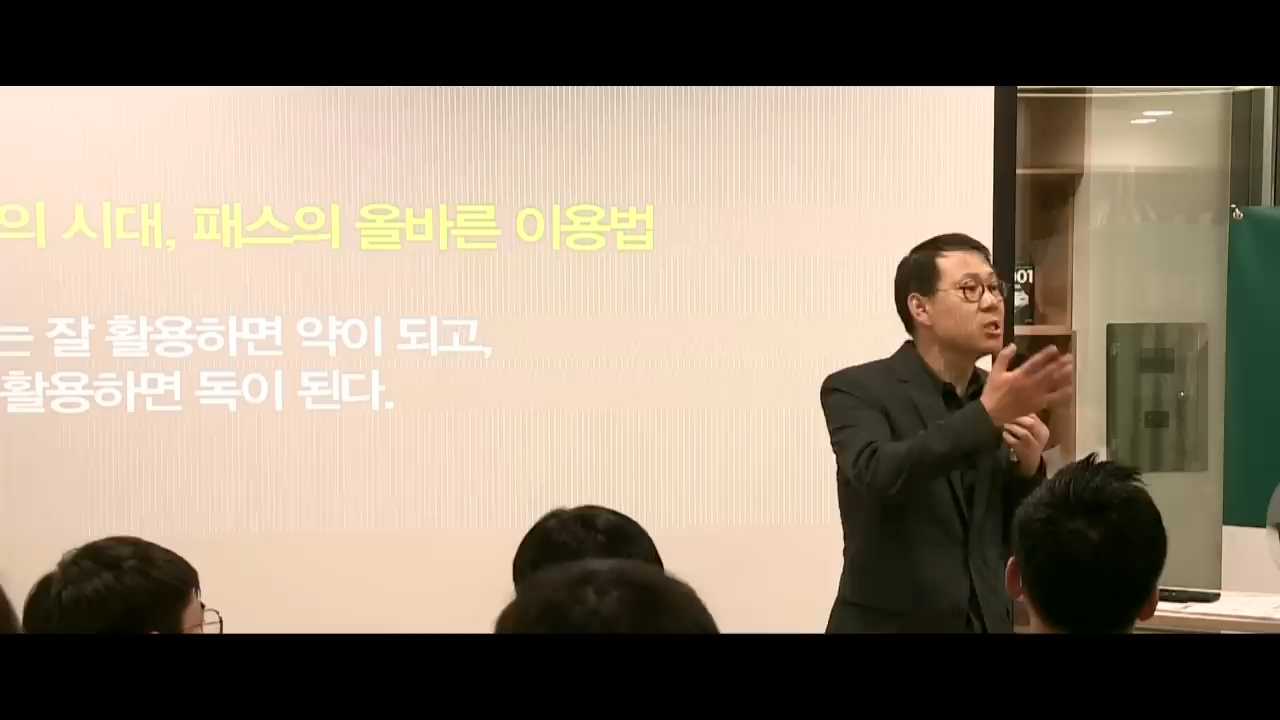 의 시대, 패스의 올바른 이용법
는 잘 활용하면 약이 되고,
활용하면 독이 된다.
001